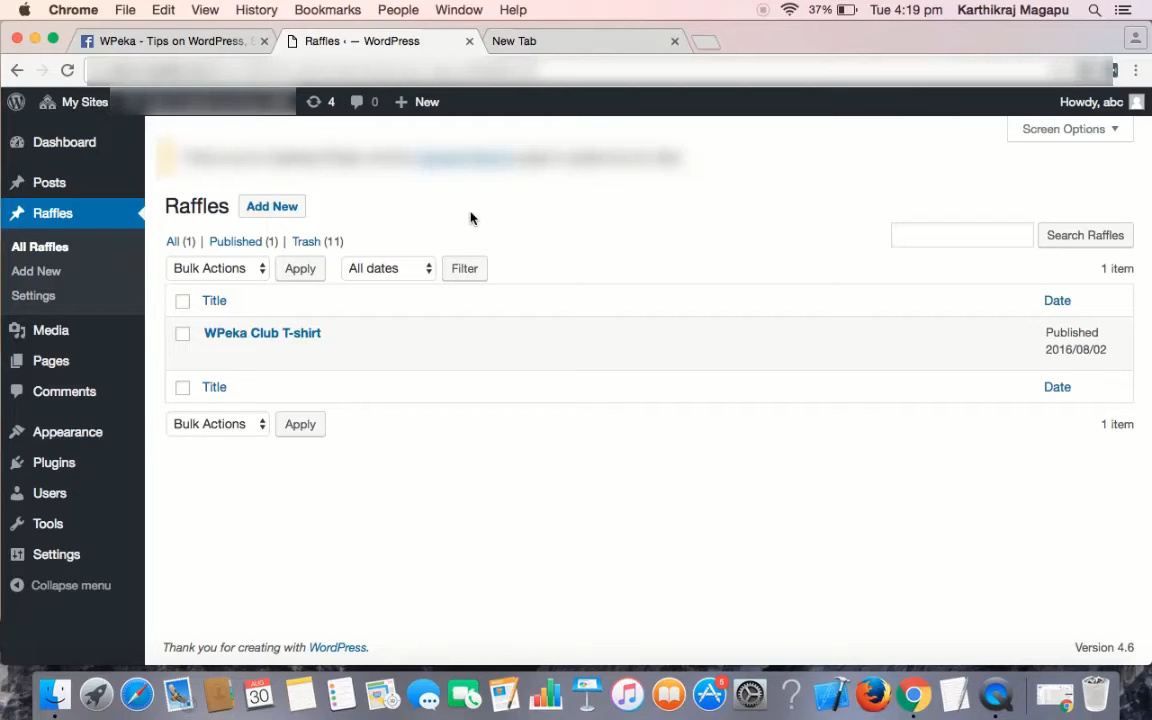 Chrome File Edit View History Bookmarks People Window Help 37% Tue 4:19 pm Karthikraj Magapu
WPeka - Tips on WordPress, Raffles ‹ — WordPress New Tab
My Sites 4 0 New Howdy, abc
Screen Options
Dashboard
Posts
Raffles
All Raffles
Add New
Settings
Media
Pages
Comments
Appearance
Plugins
Users
Tools
Settings
Collapse menu
Raffles Add New
All (1) | Published (1) | Trash (11)
Search Raffles
Bulk Actions Apply All dates Filter 1 item
Title Date
WPeka Club T-shirt Published
2016/08/02
Title Date
Bulk Actions Apply 1 item
Thank you for creating with WordPress. Version 4.6
AUG
30
5